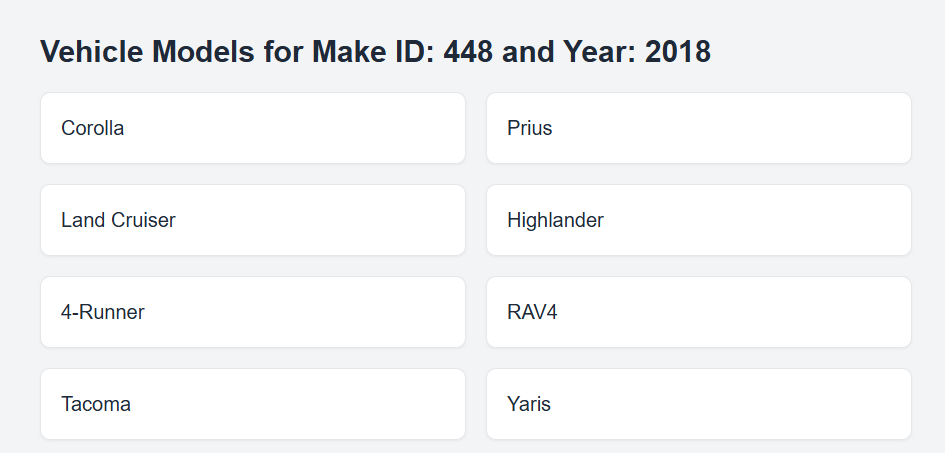 Vehicle Models for Make ID: 448 and Year: 2018
Corolla
Prius
Land Cruiser
Highlander
4-Runner
RAV4
Tacoma
Yaris